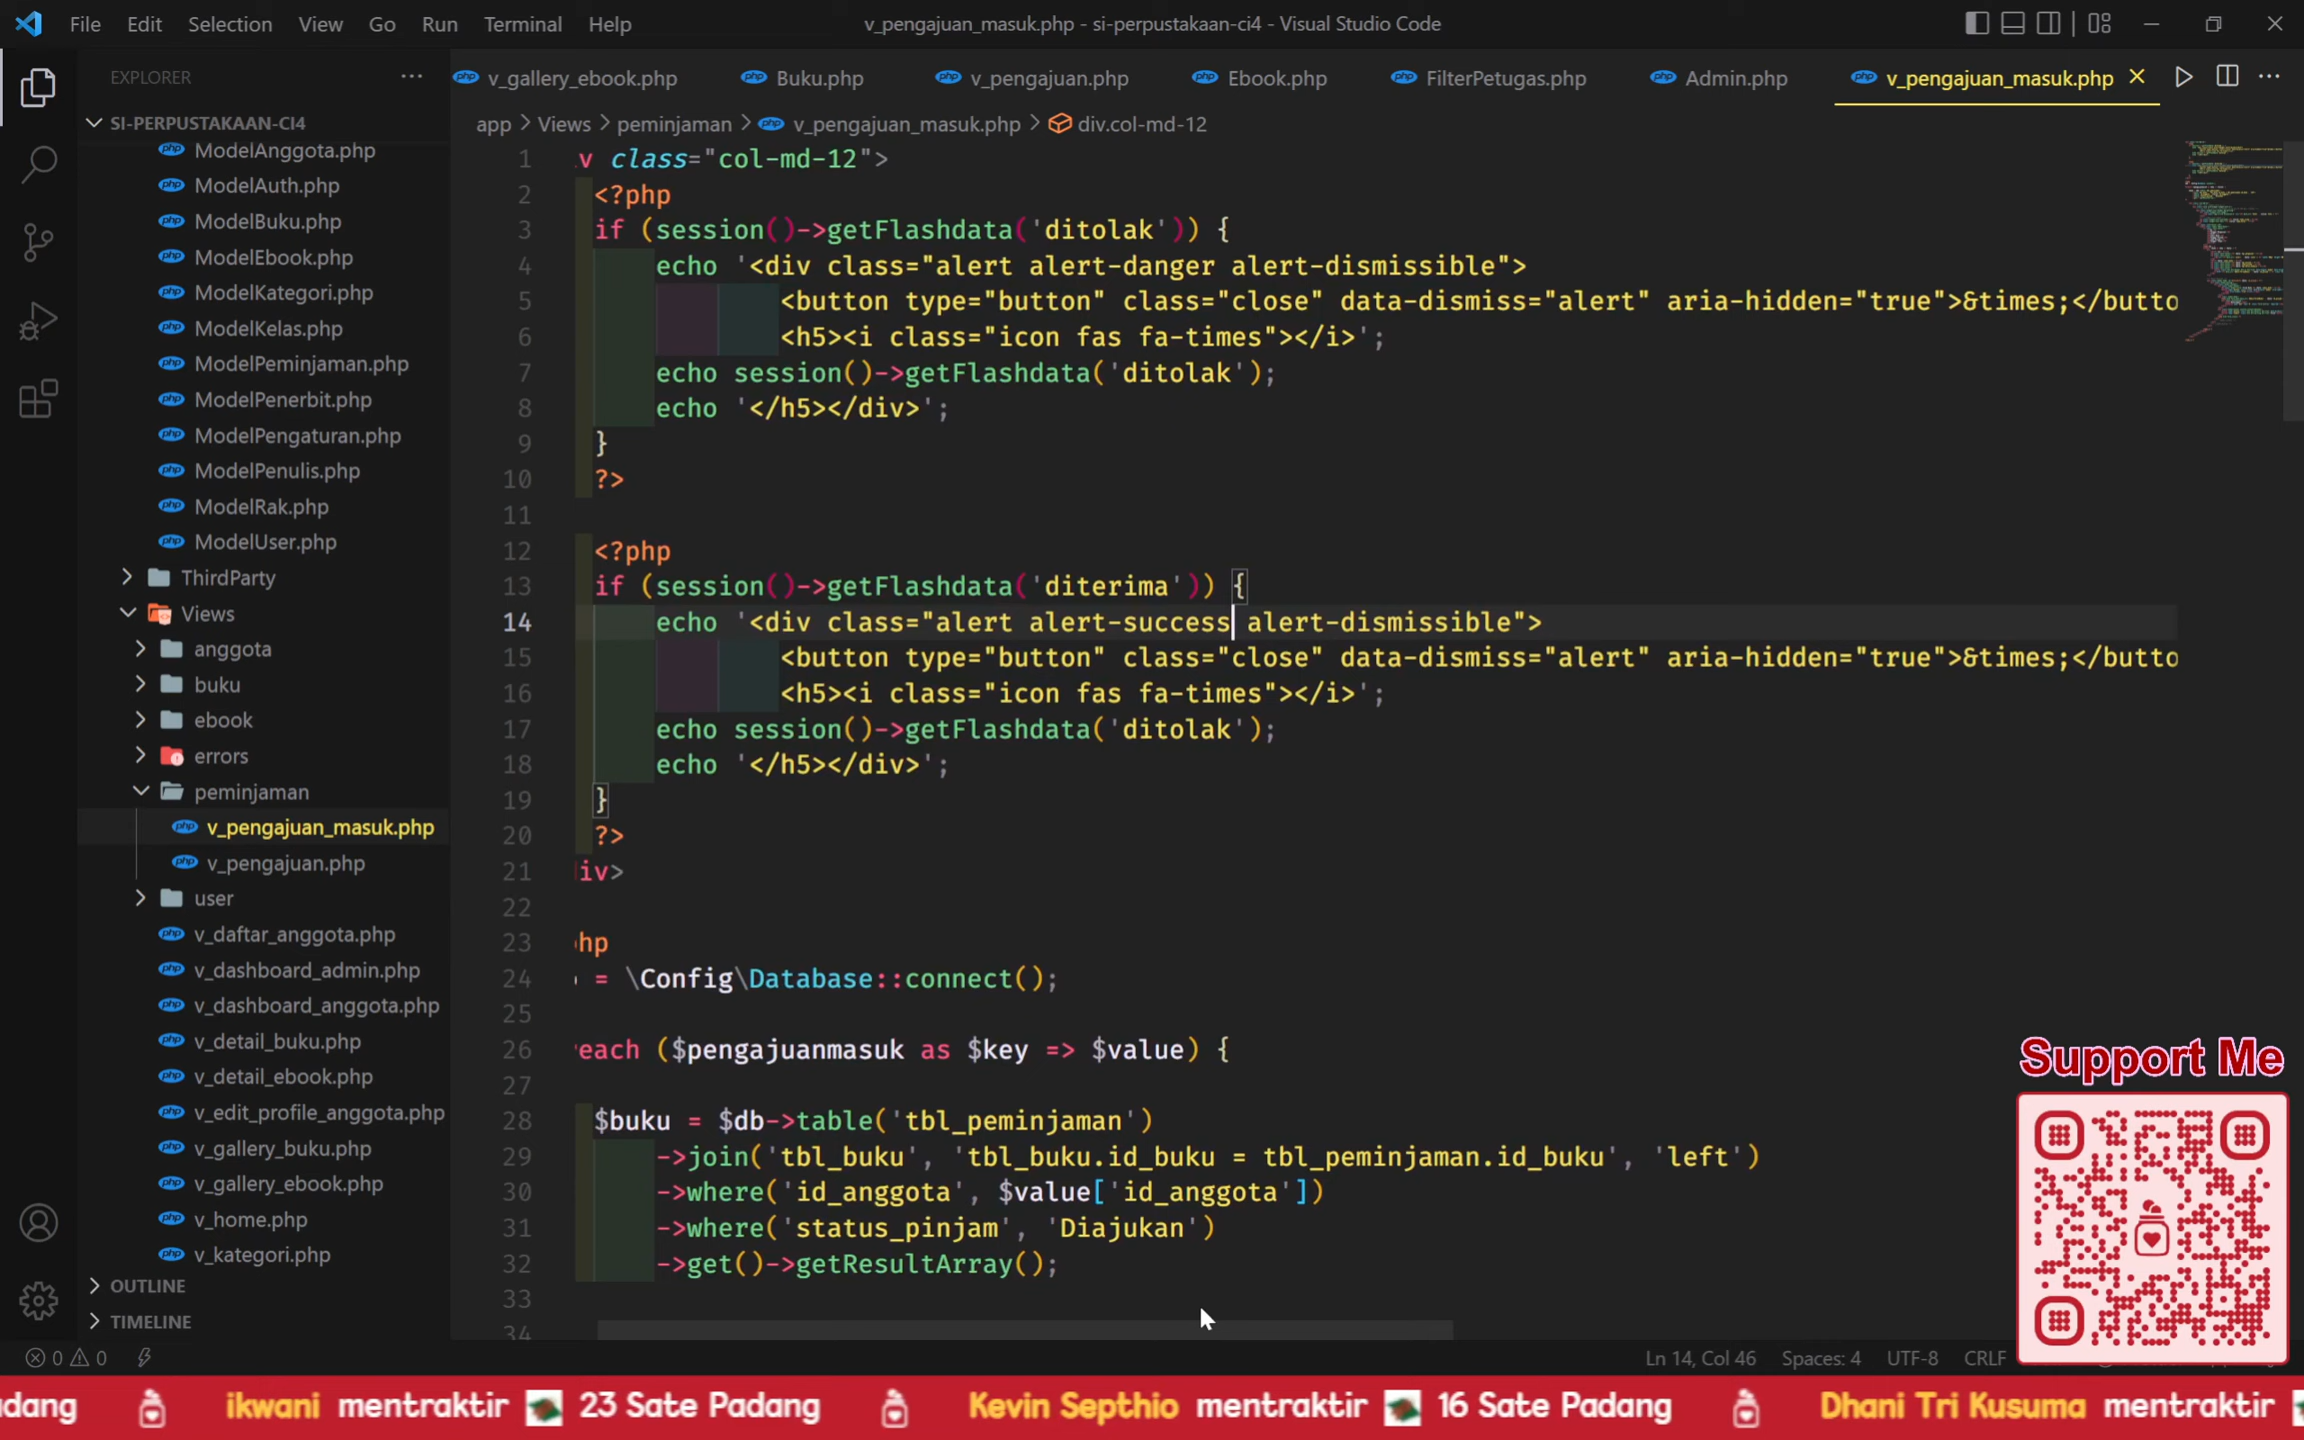 File Edit Selection View Go Run Terminal Help
v_pengajuan_masuk.php - si-perpustakaan-ci4 - Visual Studio Code
EXPLORER
SI-PERPUSTAKAAN-CI4
ModelAnggota.php
ModelAuth.php
ModelBuku.php
ModelEbook.php
ModelKategori.php
ModelKelas.php
ModelPeminjaman.php
ModelPenerbit.php
ModelPengaturan.php
ModelPenulis.php
ModelRak.php
ModelUser.php
ThirdParty
Views
anggota
buku
ebook
errors
peminjaman
v_pengajuan_masuk.php
v_pengajuan.php
user
v_daftar_anggota.php
v_dashboard_admin.php
v_dashboard_anggota.php
v_detail_buku.php
v_detail_ebook.php
v_edit_profile_anggota.php
v_gallery_buku.php
v_gallery_ebook.php
v_home.php
v_kategori.php
OUTLINE
TIMELINE
v_gallery_ebook.php Buku.php v_pengajuan.php Ebook.php FilterPetugas.php Admin.php v_pengajuan_masuk.php
app > Views > peminjaman > v_pengajuan_masuk.php > div.col-md-12
1 v class="col-md-12">
2 <?php
3 if (session()->getFlashdata('ditolak')) {
4 echo '<div class="alert alert-danger alert-dismissible">
5 <button type="button" class="close" data-dismiss="alert" aria-hidden="true">&times;</butto
6 <h5><i class="icon fas fa-times"></i>';
7 echo session()->getFlashdata('ditolak');
8 echo '</h5></div>';
9 }
10 ?>
11
12 <?php
13 if (session()->getFlashdata('diterima')) {
14 echo '<div class="alert alert-success alert-dismissible">
15 <button type="button" class="close" data-dismiss="alert" aria-hidden="true">&times;</butto
16 <h5><i class="icon fas fa-times"></i>';
17 echo session()->getFlashdata('ditolak');
18 echo '</h5></div>';
19 }
20 ?>
21 iv>
22
23 hp
24 = \Config\Database::connect();
25
26 each ($pengajuanmasuk as $key => $value) {
27
28 $buku = $db->table('tbl_peminjaman')
29 ->join('tbl_buku', 'tbl_buku.id_buku = tbl_peminjaman.id_buku', 'left')
30 ->where('id_anggota', $value['id_anggota'])
31 ->where('status_pinjam', 'Diajukan')
32 ->get()->getResultArray();
33
34
Support Me
0 0 Ln 14, Col 46 Spaces: 4 UTF-8 CRLF
adang ikwani mentraktir 23 Sate Padang Kevin Septhio mentraktir 16 Sate Padang Dhani Tri Kusuma mentraktir